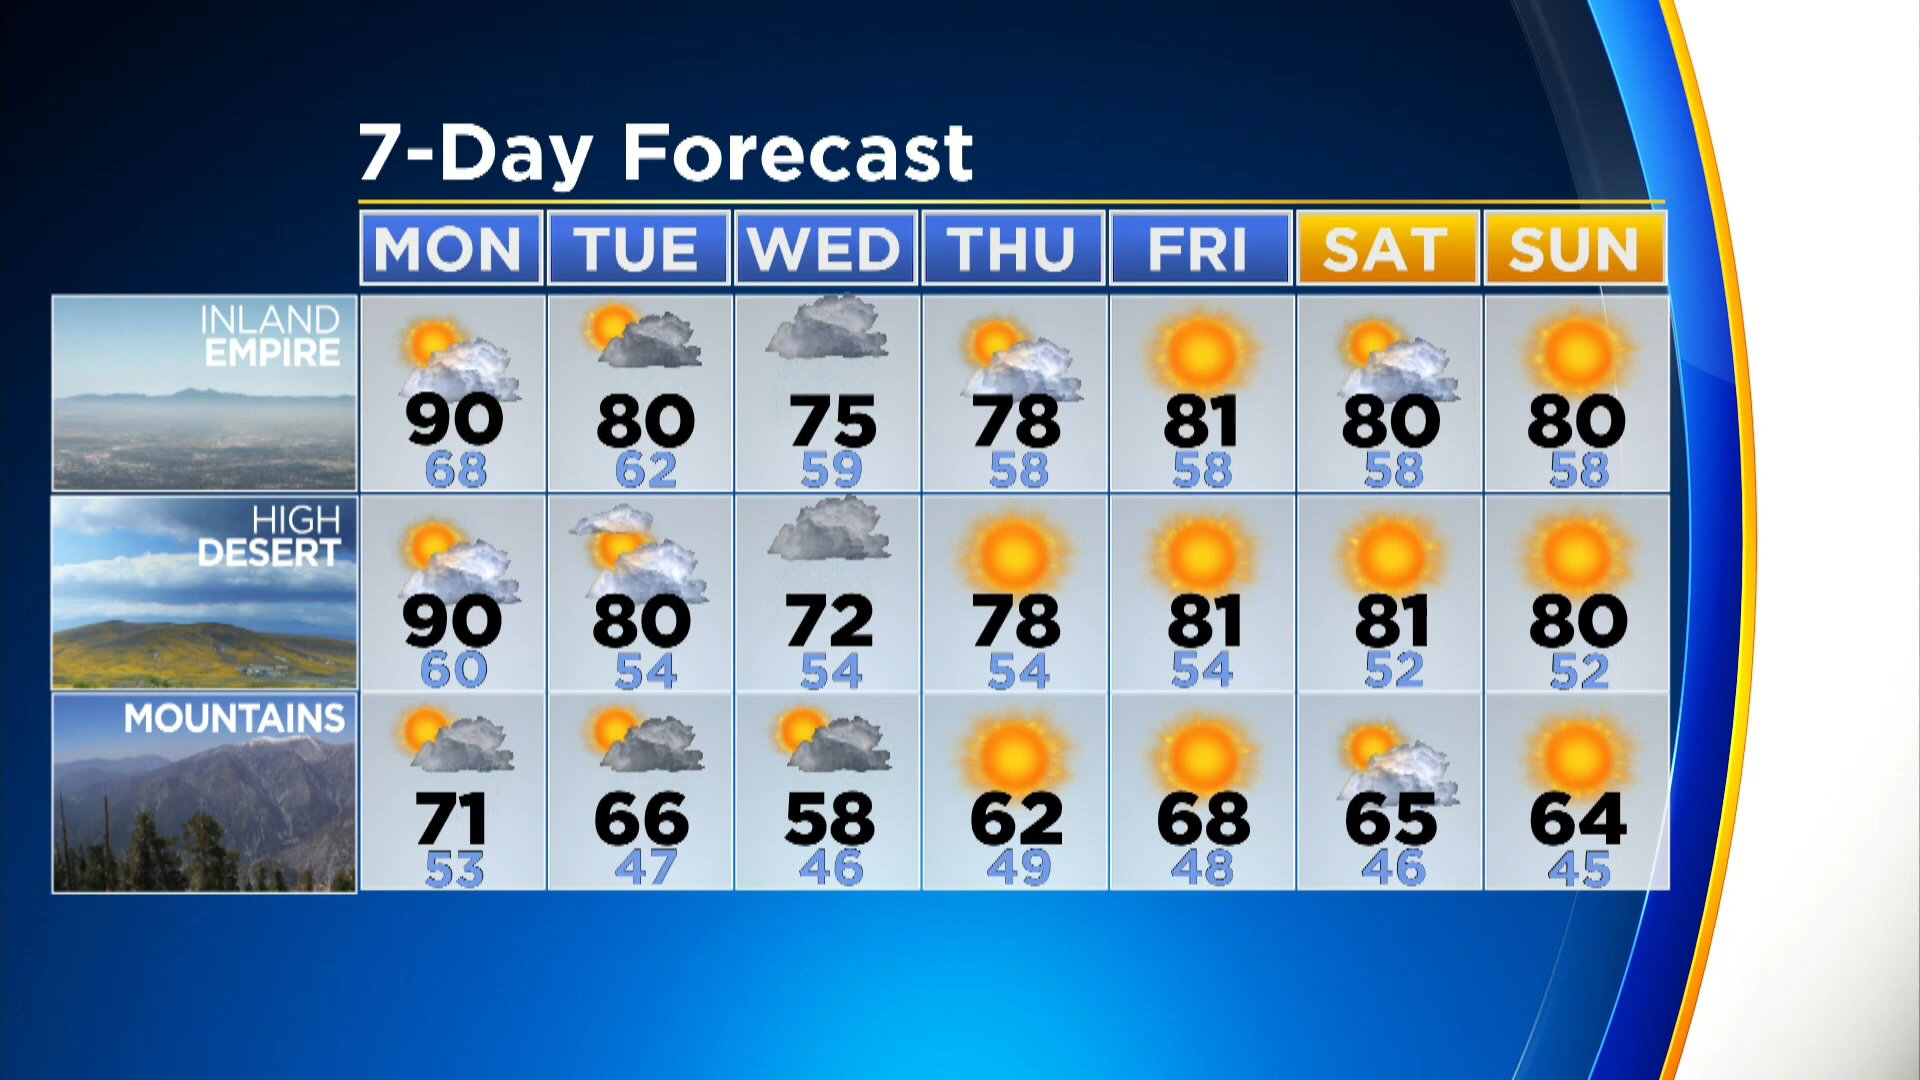 7-Day Forecast
MON TUE WED THU FRI SAT SUN
INLAND
EMPIRE
90 80 75 78 81 80 80
68 62 59 58 58 58 58
HIGH
DESERT
90 80 72 78 81 81 80
60 54 54 54 54 52 52
MOUNTAINS
71 66 58 62 68 65 64
53 47 46 49 48 46 45